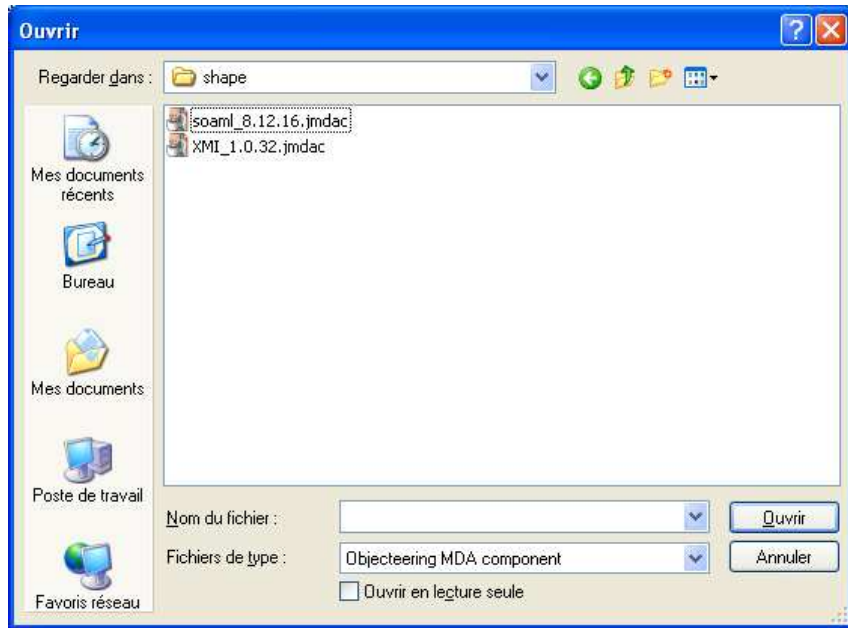 Ouvrir
Regarder dans :
shape
soaml_8.12.16.jmdac
XMI_1.0.32.jmdac
Mes documents
récents
Bureau
Mes documents
Poste de travail
Favoris réseau
Nom du fichier :
Ouvrir
Fichiers de type :
Objecteering MDA component
Annuler
Ouvrir en lecture seule